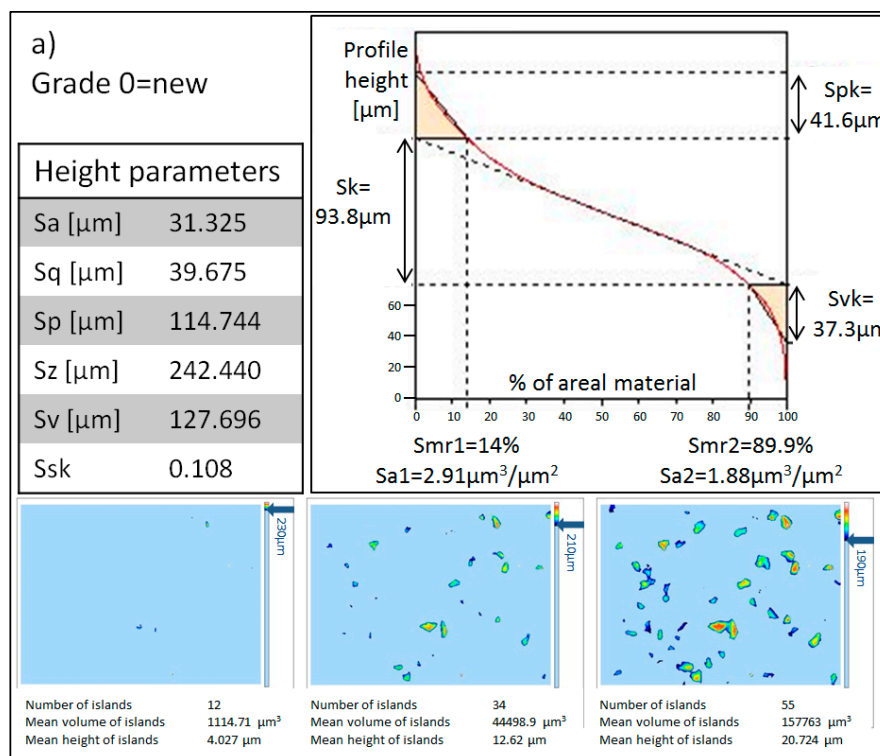 a)
Grade 0=new
Height parameters
Sa [µm] 31.325
Sq [µm] 39.675
Sp [µm] 114.744
Sz [µm] 242.440
Sv [µm] 127.696
Ssk 0.108
Profile
height
[µm]
Spk=
41.6µm
Sk=
93.8µm
Svk=
37.3µm
60
40
20
0
% of areal material
0 10 20 30 40 50 60 70 80 90 100
Smr1=14% Smr2=89.9%
Sa1=2.91µm³/µm² Sa2=1.88µm³/µm²
230µm
210µm
190µm
Number of islands 12
Mean volume of islands 1114.71 µm³
Mean height of islands 4.027 µm
Number of islands 34
Mean volume of islands 44498.9 µm³
Mean height of islands 12.62 µm
Number of islands 55
Mean volume of islands 157763 µm³
Mean height of islands 20.724 µm